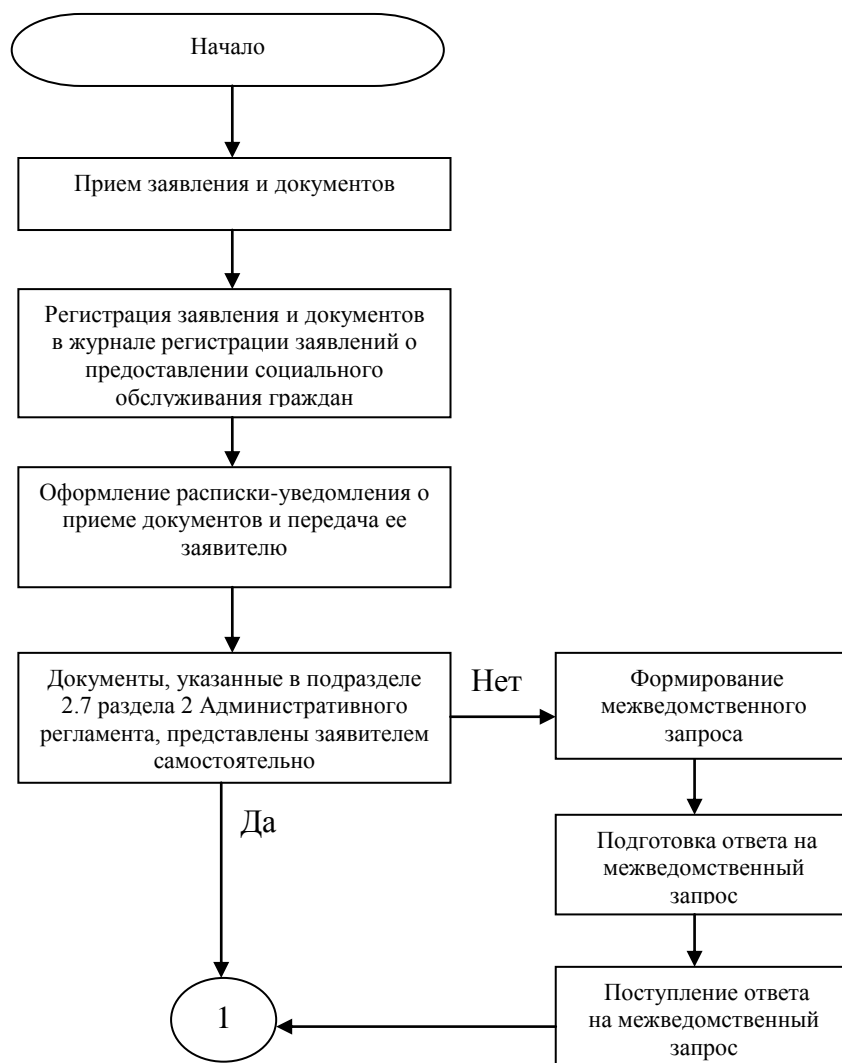 Начало
Прием заявления и документов
Регистрация заявления и документов
в журнале регистрации заявлений о
предоставлении социального
обслуживания граждан
Оформление расписки-уведомления о
приеме документов и передача ее
заявителю
Документы, указанные в подразделе
2.7 раздела 2 Административного
регламента, представлены заявителем
самостоятельно
Нет
Формирование
межведомственного
запроса
Да
Подготовка ответа на
межведомственный
запрос
Поступление ответа
на межведомственный
запрос
1